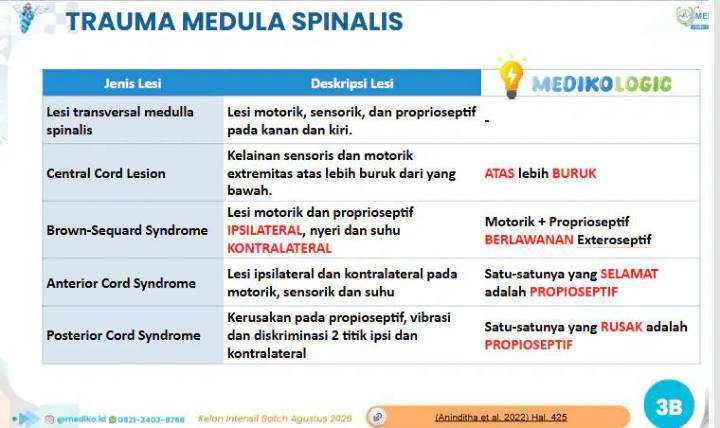 TRAUMA MEDULA SPINALIS
ME
Jenis Lesi
Deskripsi Lesi
MEDIKOLOGIC
Lesi transversal medulla
spinalis
Lesi motorik, sensorik, dan proprioseptif
pada kanan dan kiri.
-
Central Cord Lesion
Kelainan sensoris dan motorik
extremitas atas lebih buruk dari yang
bawah.
ATAS lebih BURUK
Brown-Sequard Syndrome
Lesi motorik dan proprioseptif
IPSILATERAL, nyeri dan suhu
KONTRALATERAL
Motorik + Proprioseptif
BERLAWANAN Exteroseptif
Anterior Cord Syndrome
Lesi ipsilateral dan kontralateral pada
motorik, sensorik dan suhu
Satu-satunya yang SELAMAT
adalah PROPIOSEPTIF
Posterior Cord Syndrome
Kerusakan pada propioseptif, vibrasi
dan diskriminasi 2 titik ipsi dan
kontralateral
Satu-satunya yang RUSAK adalah
PROPIOSEPTIF
@mediko.id 0821-3403-8768
Kelon Intensif Batch Agustus 2026
(Aninditha et al. 2022) Hal. 425
3B